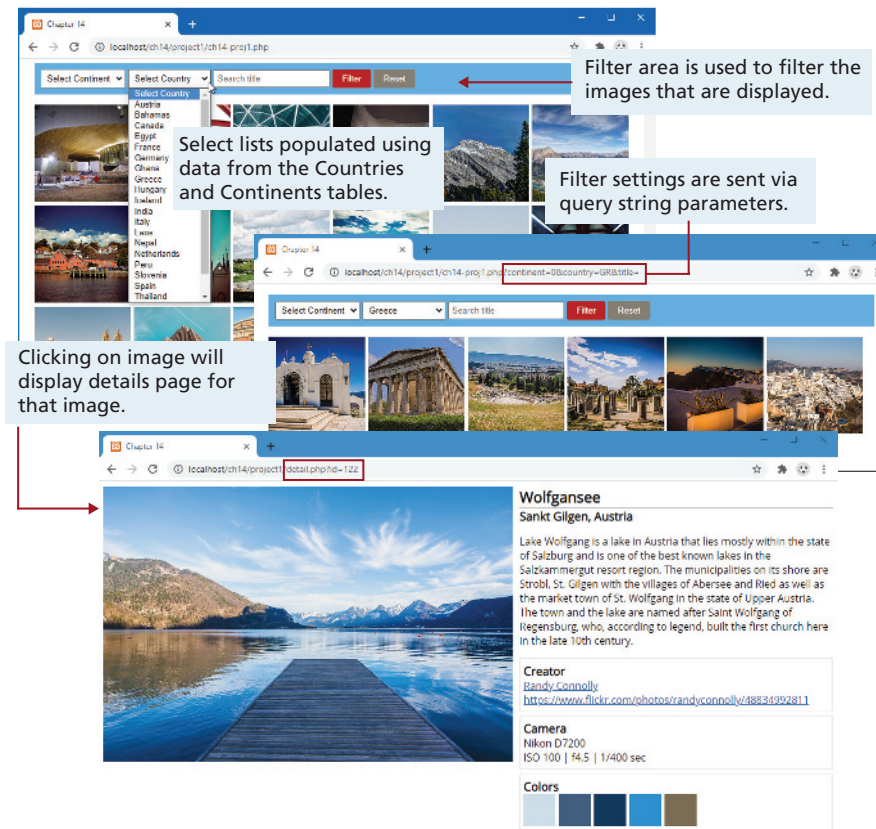 Chapter 14
localhost/ch14/project1/ch14-proj1.php
Select Continent
Select Country
Search title
Filter
Reset
Select Country
Austria
Bahamas
Canada
Egypt
France
Germany
Ghana
Greece
Hungary
Iceland
India
Italy
Laos
Nepal
Netherlands
Peru
Slovenia
Spain
Thailand
Filter area is used to filter the
images that are displayed.
Select lists populated using
data from the Countries
and Continents tables.
Filter settings are sent via
query string parameters.
Chapter 14
localhost/ch14/project1/ch14-proj1.php?continent=0&country=GR&title=
Select Continent
Greece
Search title
Filter
Reset
Clicking on image will
display details page for
that image.
Chapter 14
localhost/ch14/project1/detail.php?id=122
Wolfgansee
Sankt Gilgen, Austria
Lake Wolfgang is a lake in Austria that lies mostly within the state
of Salzburg and is one of the best known lakes in the
Salzkammergut resort region. The municipalities on its shore are
Strobl, St. Gilgen with the villages of Abersee and Ried as well as
the market town of St. Wolfgang in the state of Upper Austria.
The town and the lake are named after Saint Wolfgang of
Regensburg, who, according to legend, built the first church here
in the late 10th century.
Creator
Randy Connolly
https://www.flickr.com/photos/randyconnolly/48834992811
Camera
Nikon D7200
ISO 100 | f4.5 | 1/400 sec
Colors